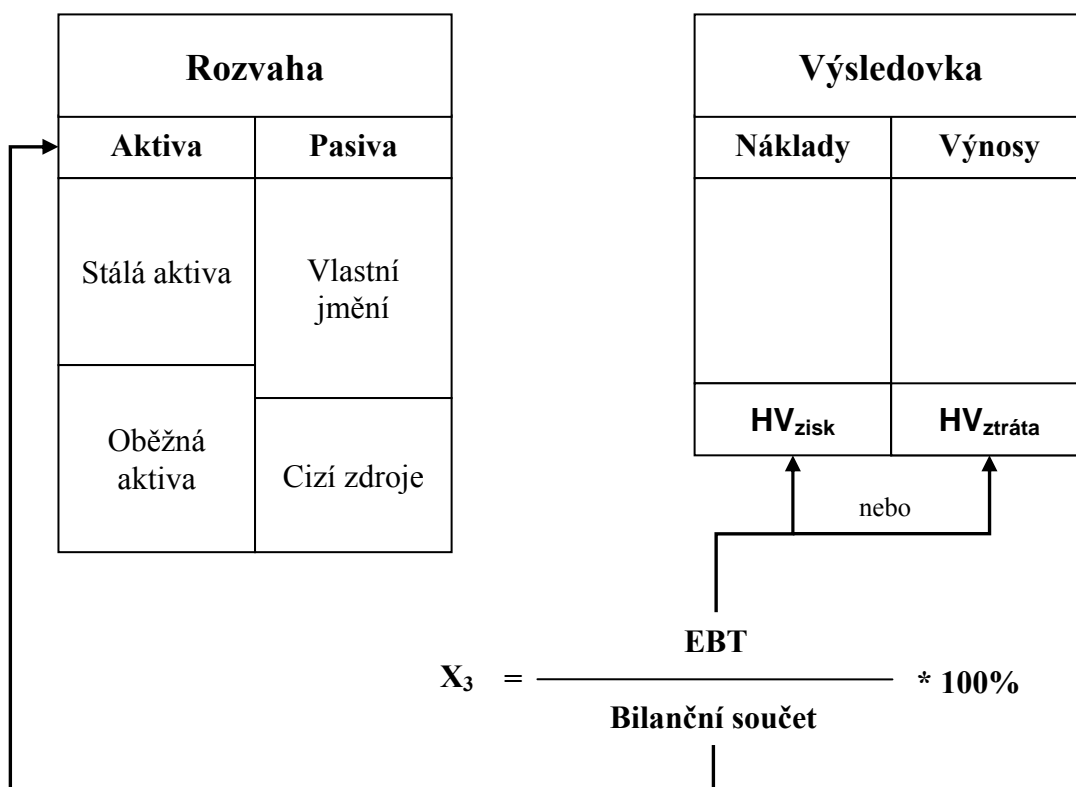 Rozvaha
Aktiva
Pasiva
Stálá aktiva
Vlastní
jmění
Oběžná
aktiva
Cizí zdroje
Výsledovka
Náklady
Výnosy
HVzisk
HVztráta
nebo
EBT
X3 = * 100%
Bilanční součet